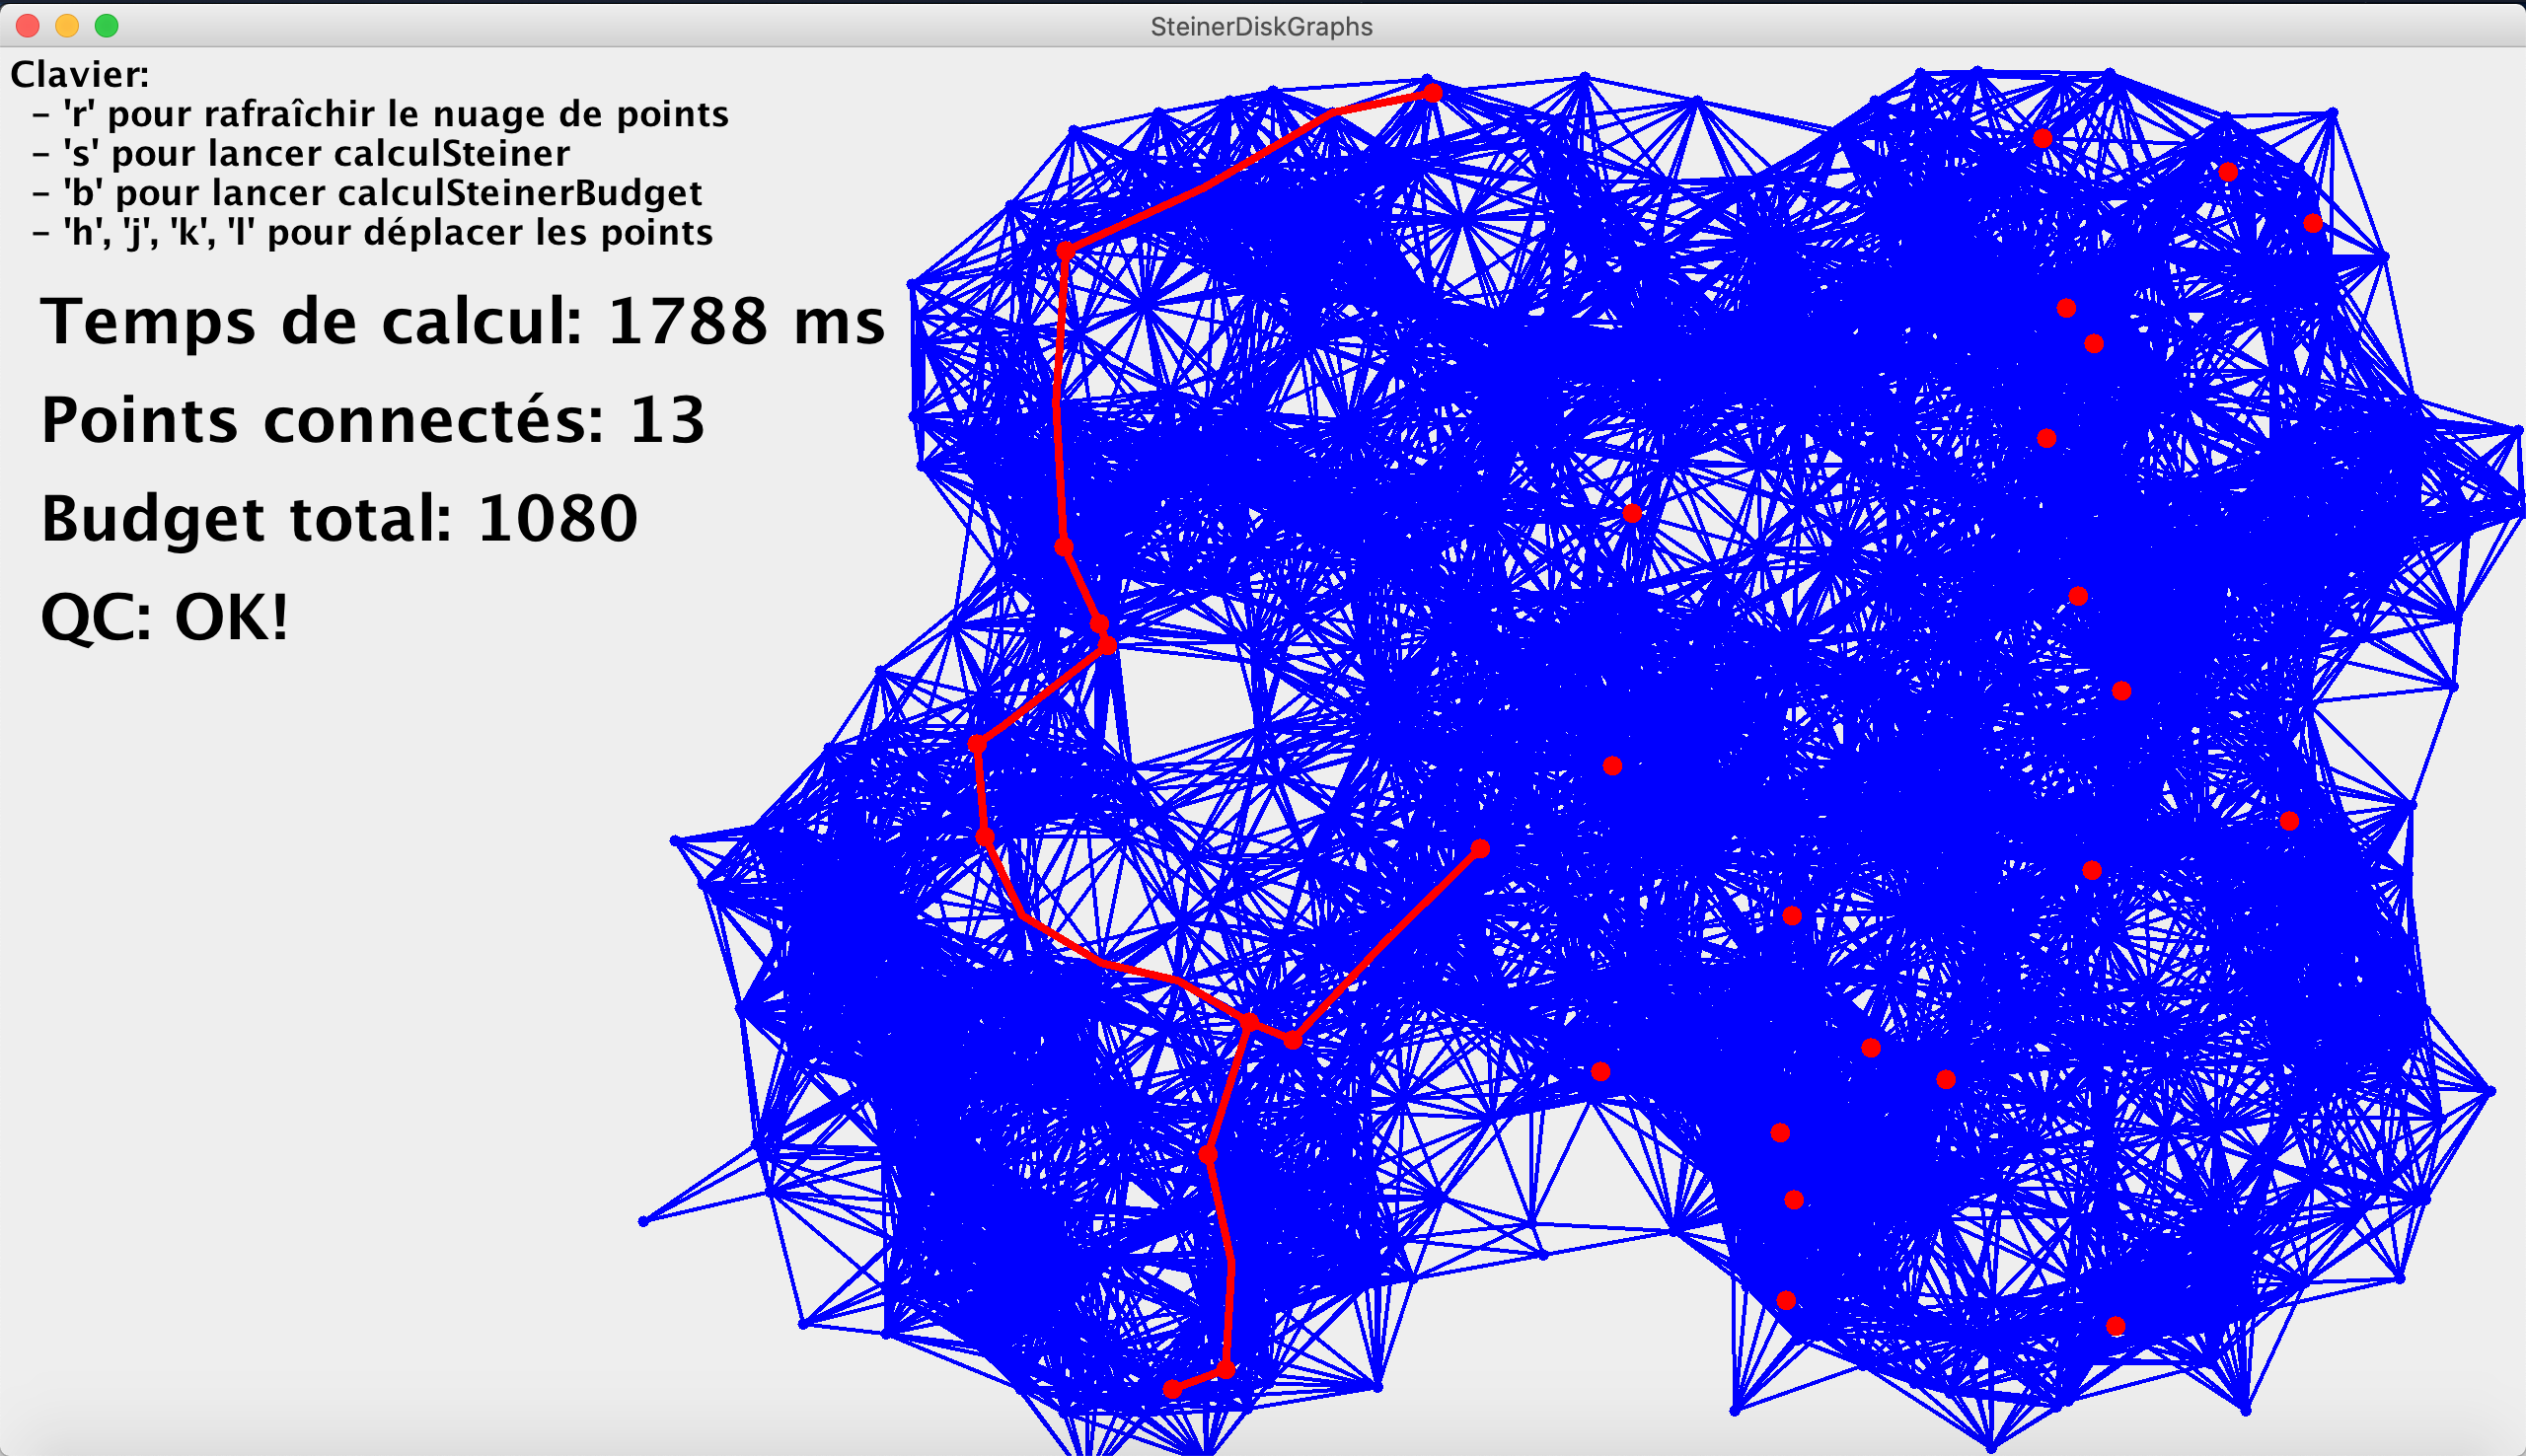 SteinerDiskGraphs
Clavier:
- 'r' pour rafraîchir le nuage de points
- 's' pour lancer calculSteiner
- 'b' pour lancer calculSteinerBudget
- 'h', 'j', 'k', 'l' pour déplacer les points
Temps de calcul: 1788 ms
Points connectés: 13
Budget total: 1080
QC: OK!